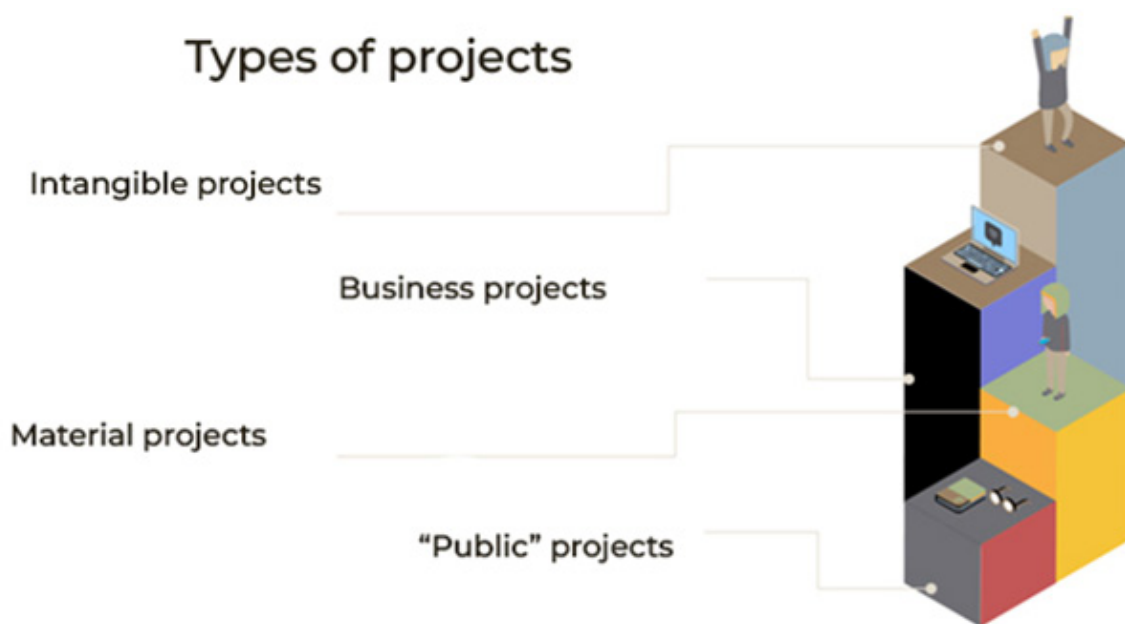 Types of projects
Intangible projects
Business projects
Material projects
“Public” projects